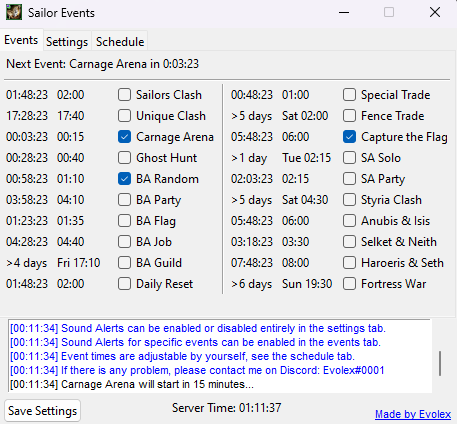 Sailor Events
Events Settings Schedule
Next Event: Carnage Arena in 0:03:23
01:48:23 02:00 Sailors Clash 00:48:23 01:00 Special Trade
17:28:23 17:40 Unique Clash >5 days Sat 02:00 Fence Trade
00:03:23 00:15 Carnage Arena 05:48:23 06:00 Capture the Flag
00:28:23 00:40 Ghost Hunt >1 day Tue 02:15 SA Solo
00:58:23 01:10 BA Random 02:03:23 02:15 SA Party
03:58:23 04:10 BA Party >5 days Sat 04:30 Styria Clash
01:23:23 01:35 BA Flag 05:48:23 06:00 Anubis & Isis
04:28:23 04:40 BA Job 03:18:23 03:30 Selket & Neith
>4 days Fri 17:10 BA Guild 07:48:23 08:00 Haroeris & Seth
01:48:23 02:00 Daily Reset >6 days Sun 19:30 Fortress War
[00:11:34] Sound Alerts can be enabled or disabled entirely in the settings tab.
[00:11:34] Sound Alerts for specific events can be enabled in the events tab.
[00:11:34] Event times are adjustable by yourself, see the schedule tab.
[00:11:34] If there is any problem, please contact me on Discord: Evolex#0001
[00:11:34] Carnage Arena will start in 15 minutes...
Save Settings Server Time: 01:11:37 Made by Evolex